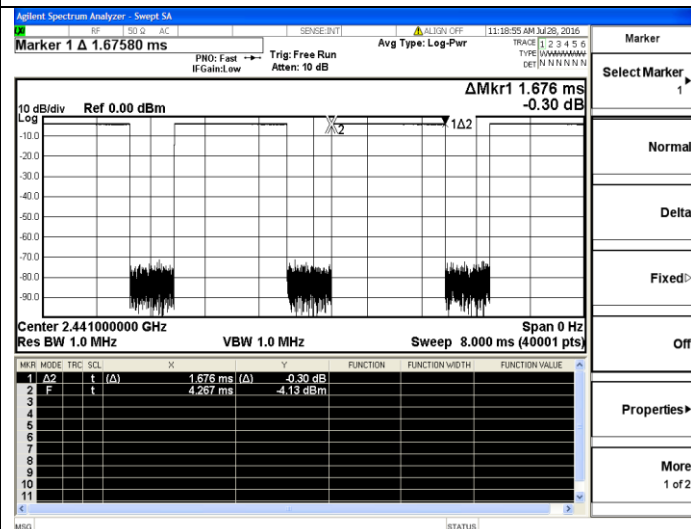 Agilent Spectrum Analyzer - Swept SA
RF 50 Ω AC SENSE:INT ALIGN OFF 11:18:55 AM Jul 28, 2016
Marker 1 Δ 1.67580 ms
PNO: Fast Trig: Free Run Avg Type: Log-Pwr TRACE 1 2 3 4 5 6
TYPE W
IFGain:Low Atten: 10 dB DET N N N N N N
ΔMkr1 1.676 ms
-0.30 dB
10 dB/div Ref 0.00 dBm
Log
-10.0
-20.0
-30.0
-40.0
-50.0
-60.0
-70.0
-80.0
-90.0
2
1Δ2
Center 2.441000000 GHz Span 0 Hz
Res BW 1.0 MHz VBW 1.0 MHz Sweep 8.000 ms (40001 pts)
MKR MODE TRC SCL X Y FUNCTION FUNCTION WIDTH FUNCTION VALUE
1 Δ2 t (Δ) 1.676 ms (Δ) -0.30 dB
2 F t 4.267 ms -4.13 dBm
3
4
5
6
7
8
9
10
11
MSG STATUS
Marker
Select Marker
1
Normal
Delta
Fixed
Off
Properties
More
1 of 2